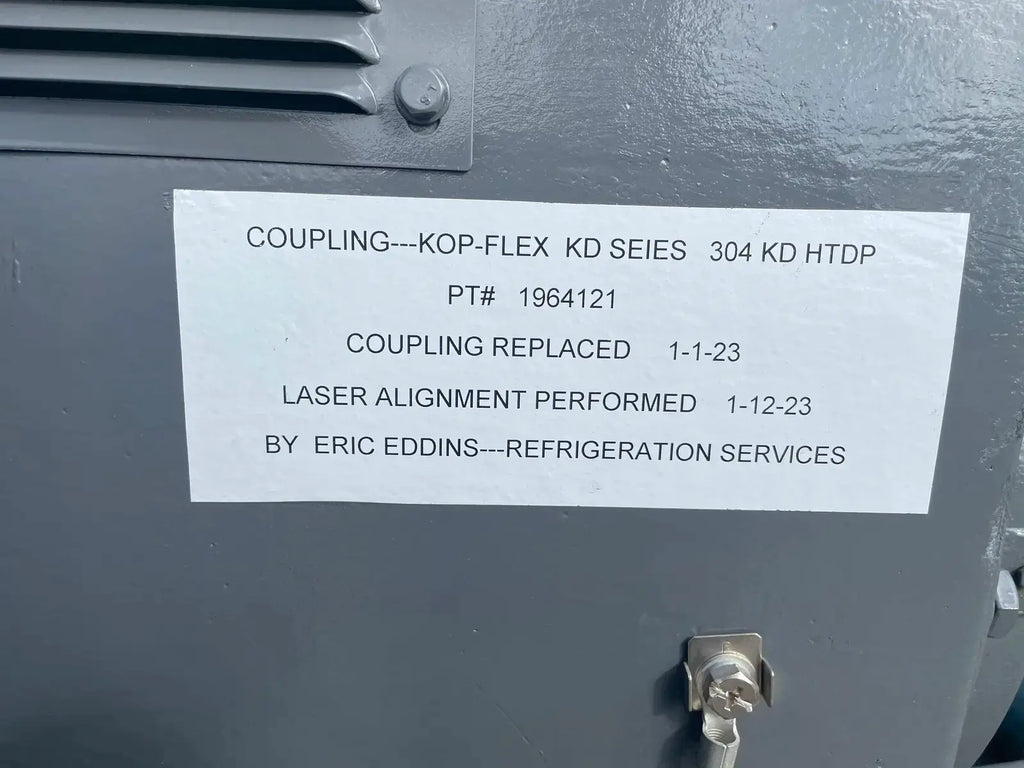 COUPLING---KOP-FLEX KD SEIES 304 KD HTDP
PT# 1964121
COUPLING REPLACED 1-1-23
LASER ALIGNMENT PERFORMED 1-12-23
BY ERIC EDDINS---REFRIGERATION SERVICES